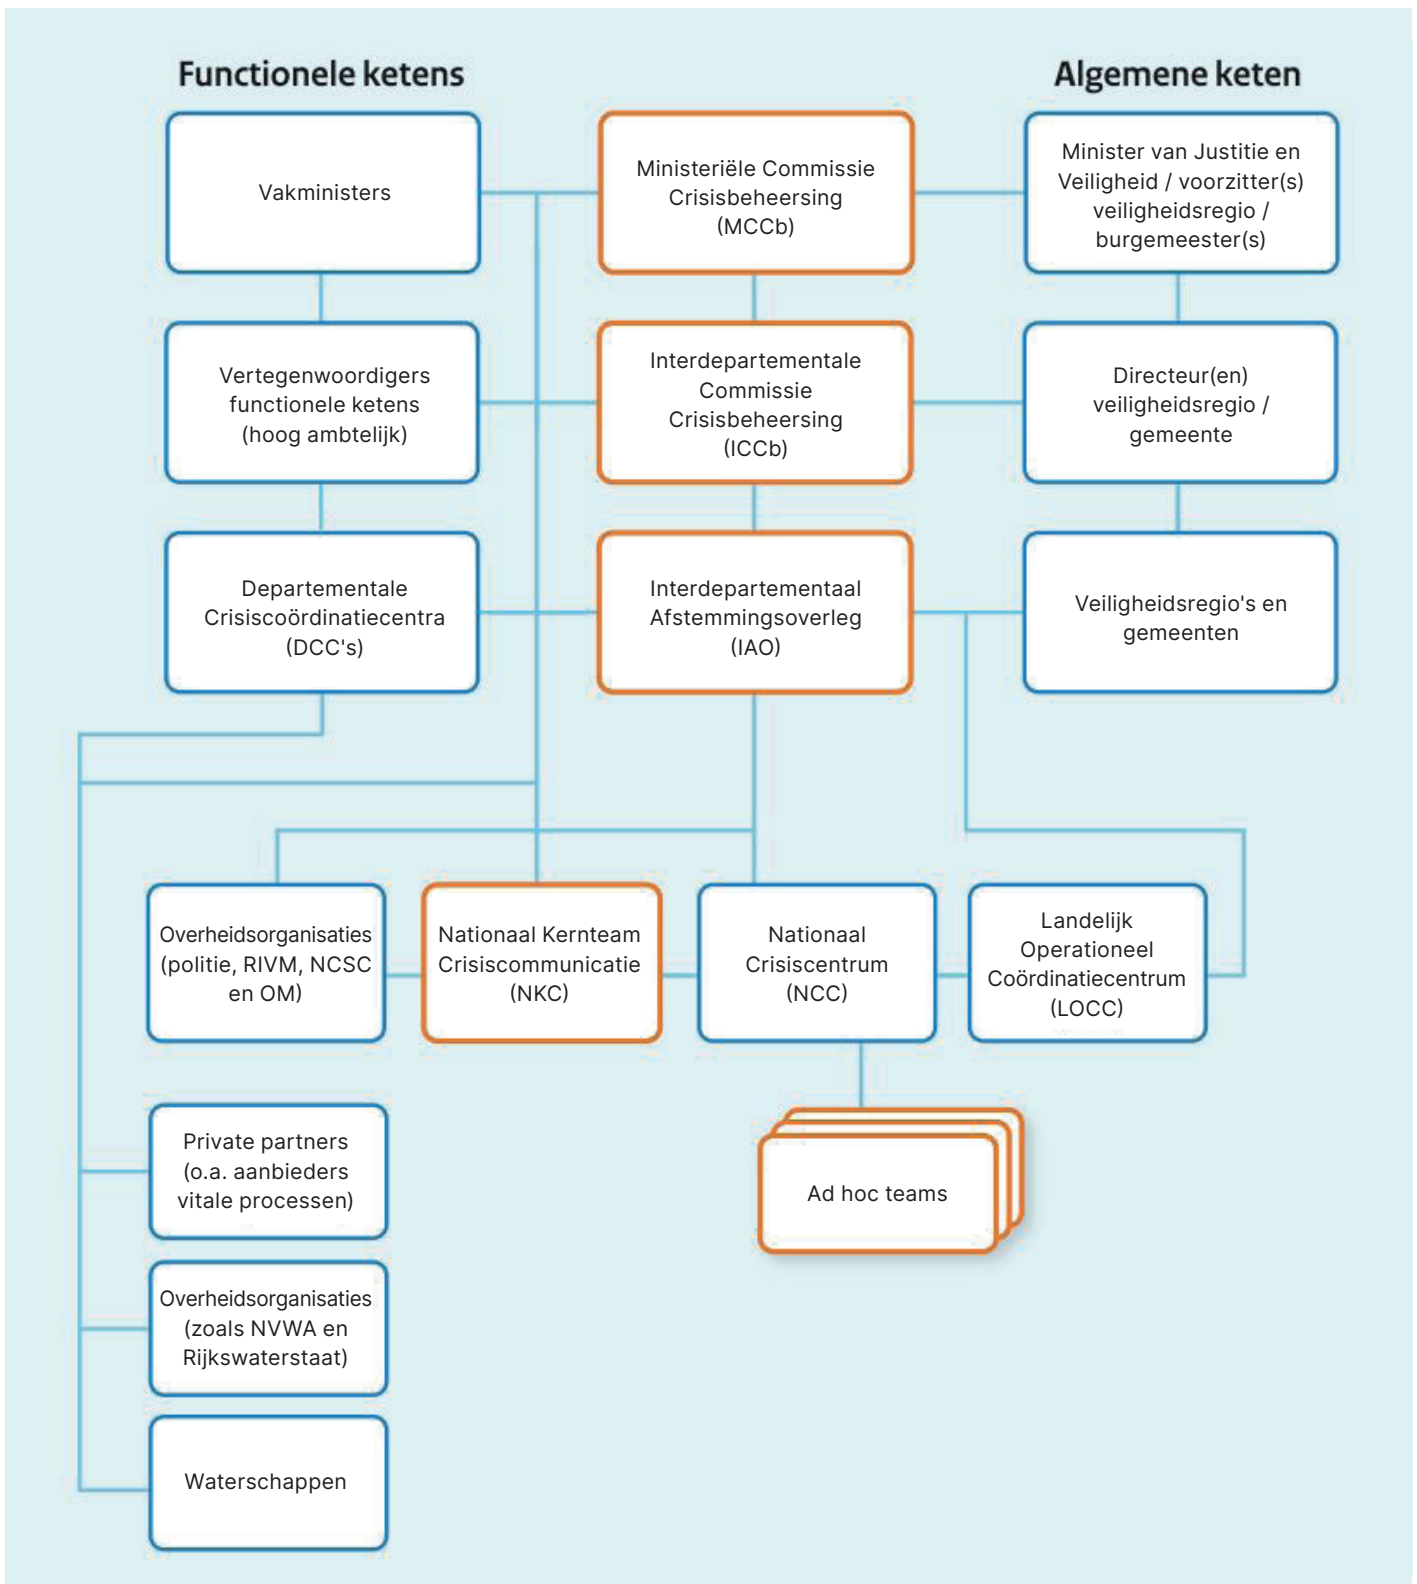 Functionele ketens
Algemene keten
Vakministers
Ministeriële Commissie
Crisisbeheersing
(MCCb)
Minister van Justitie en
Veiligheid / voorzitter(s)
veiligheidsregio /
burgemeester(s)
Vertegenwoordigers
functionele ketens
(hoog ambtelijk)
Interdepartementale
Commissie
Crisisbeheersing
(ICCb)
Directeur(en)
veiligheidsregio /
gemeente
Departementale
Crisiscoördinatiecentra
(DCC's)
Interdepartementaal
Afstemmingsoverleg
(IAO)
Veiligheidsregio's en
gemeenten
Overheidsorganisaties
(politie, RIVM, NCSC
en OM)
Nationaal Kernteam
Crisiscommunicatie
(NKC)
Nationaal
Crisiscentrum
(NCC)
Landelijk
Operationeel
Coördinatiecentrum
(LOCC)
Private partners
(o.a. aanbieders
vitale processen)
Ad hoc teams
Overheidsorganisaties
(zoals NVWA en
Rijkswaterstaat)
Waterschappen